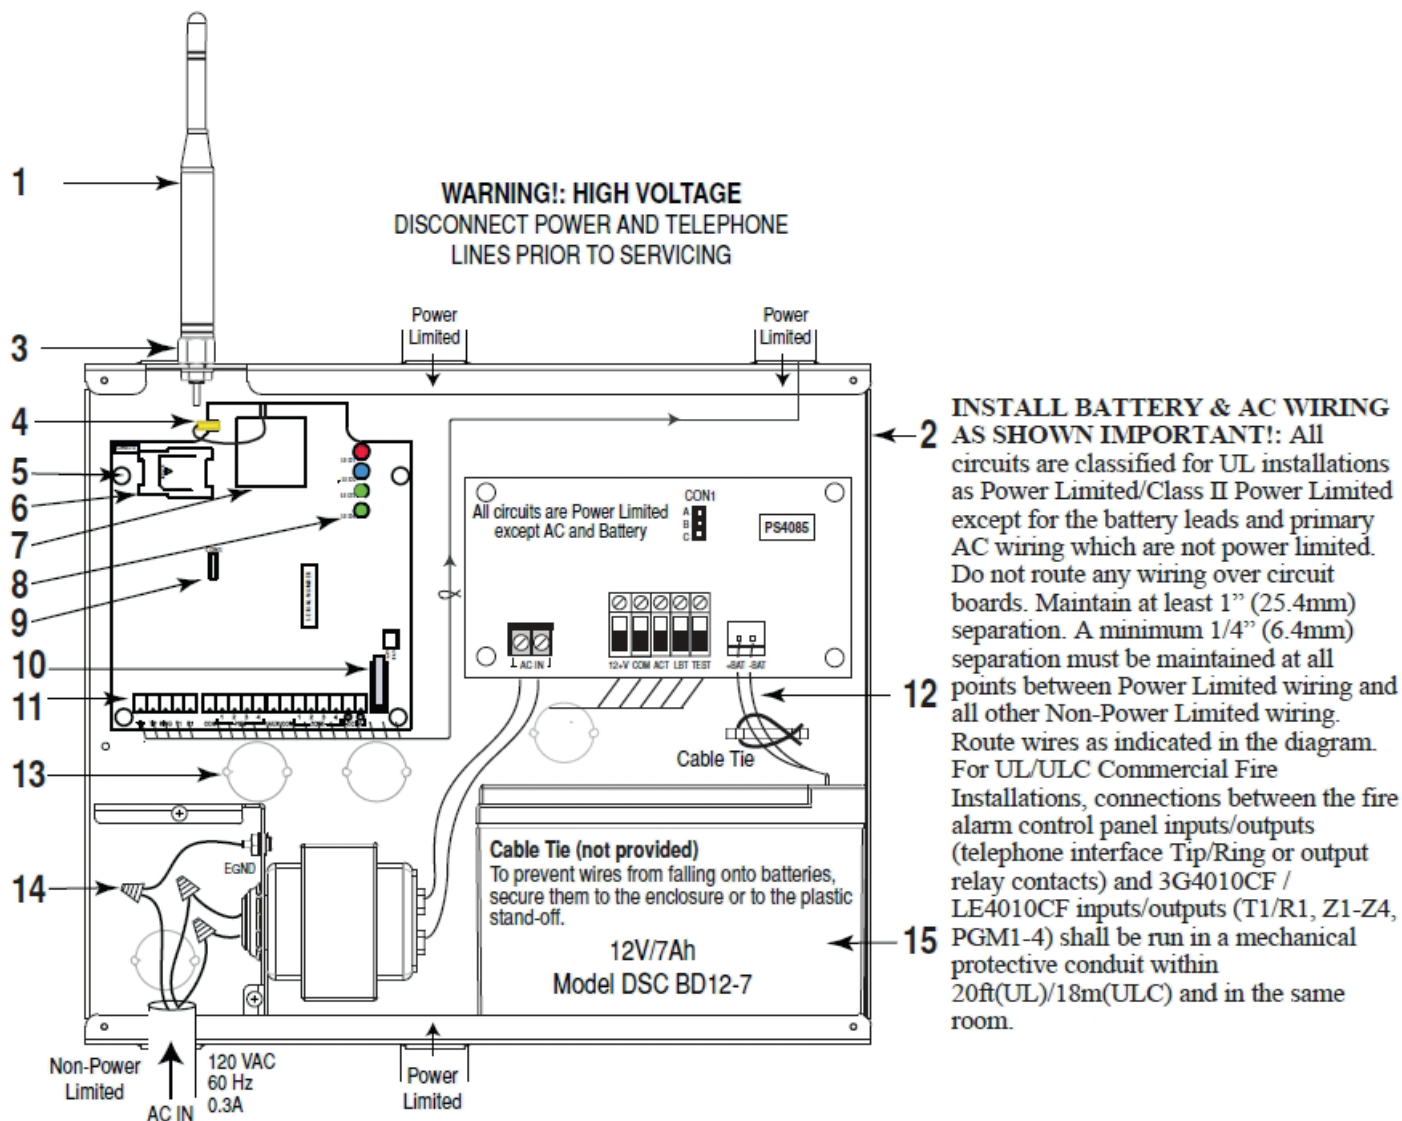 1
WARNING!: HIGH VOLTAGE
DISCONNECT POWER AND TELEPHONE
LINES PRIOR TO SERVICING
3
Power
Limited
Power
Limited
4
5
6
7
8
9
10
11
13
14
2
12
15
CON1
A
B
C
All circuits are Power Limited
except AC and Battery
PS4085
AC IN
12+V COM ACT LBT TEST
+BAT -BAT
SERIAL NUMBER
Cable Tie
EGND
Cable Tie (not provided)
To prevent wires from falling onto batteries,
secure them to the enclosure or to the plastic
stand-off.
12V/7Ah
Model DSC BD12-7
Non-Power
Limited
AC IN
120 VAC
60 Hz
0.3A
Power
Limited
INSTALL BATTERY & AC WIRING
AS SHOWN IMPORTANT!: All
circuits are classified for UL installations
as Power Limited/Class II Power Limited
except for the battery leads and primary
AC wiring which are not power limited.
Do not route any wiring over circuit
boards. Maintain at least 1” (25.4mm)
separation. A minimum 1/4” (6.4mm)
separation must be maintained at all
points between Power Limited wiring and
all other Non-Power Limited wiring.
Route wires as indicated in the diagram.
For UL/ULC Commercial Fire
Installations, connections between the fire
alarm control panel inputs/outputs
(telephone interface Tip/Ring or output
relay contacts) and 3G4010CF /
LE4010CF inputs/outputs (T1/R1, Z1-Z4,
PGM1-4) shall be run in a mechanical
protective conduit within
20ft(UL)/18m(ULC) and in the same
room.